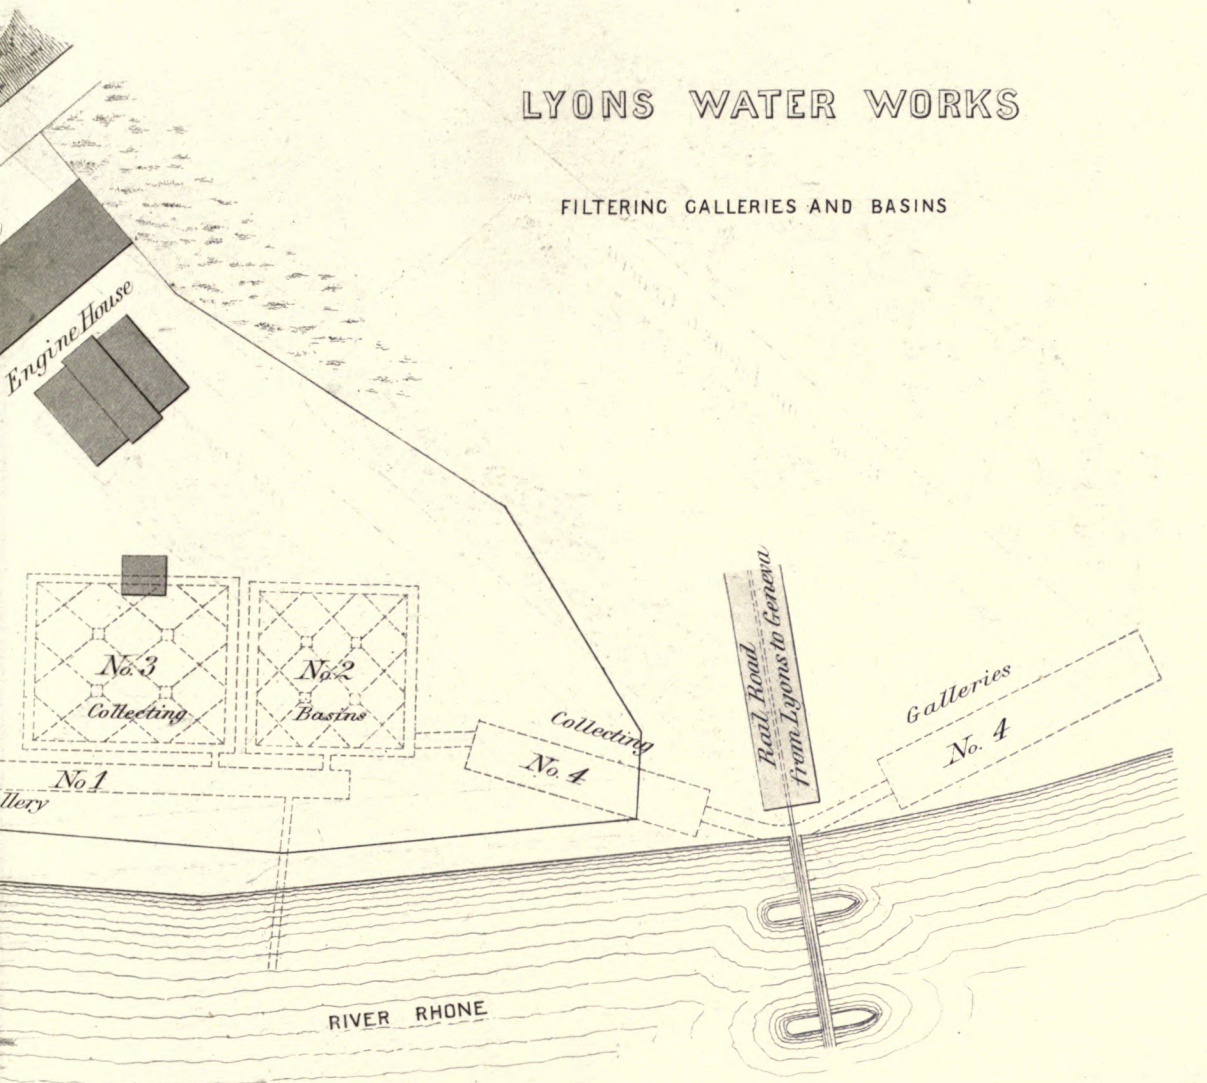 LYONS WATER WORKS
FILTERING GALLERIES AND BASINS
Engine House
Rail Road
from Lyons to Geneva
No. 3
No. 2
Collecting
Basins
Collecting
Galleries
No. 4
No. 4
No 1
llery
RIVER RHONE